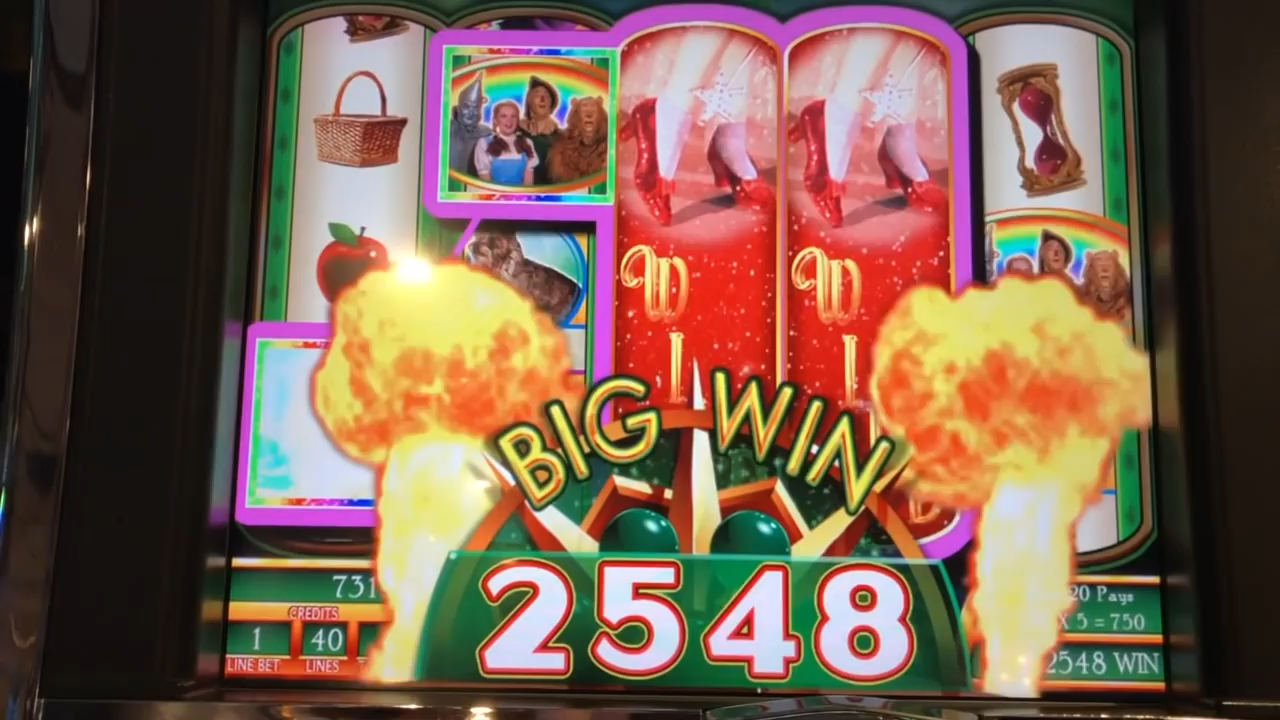 W
I
W
I
BIG WIN
2548
731
CREDITS
1
LINE BET
40
LINES
20 Pays
X 5 = 750
2548 WIN